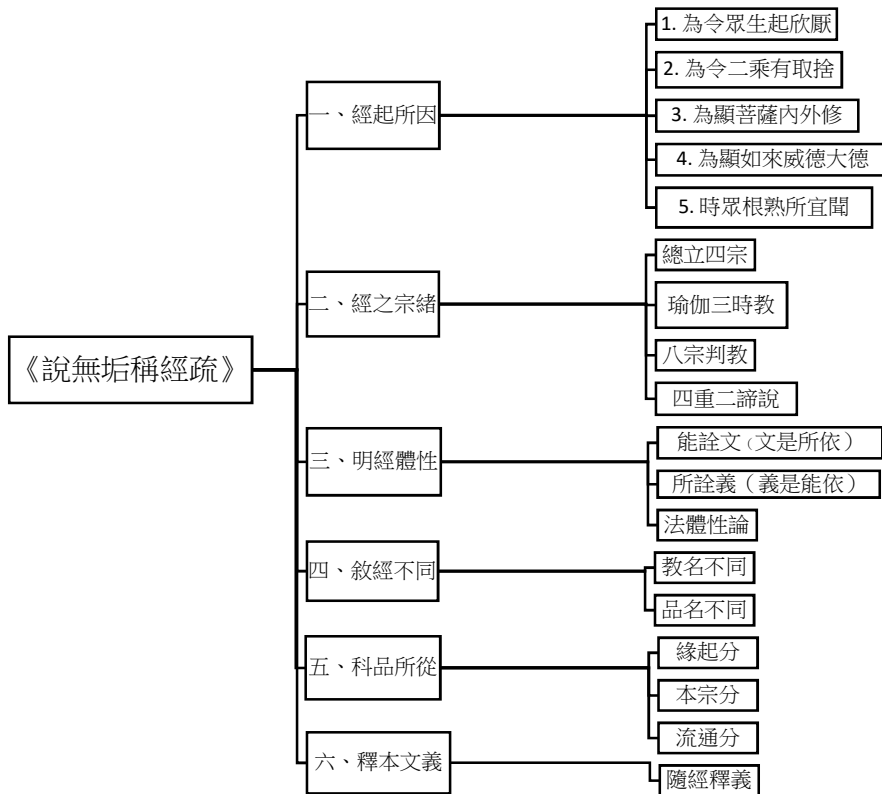 《說無垢稱經疏》
一、經起所因
1. 為令眾生起欣厭
2. 為令二乘有取捨
3. 為顯菩薩內外修
4. 為顯如來威德大德
5. 時眾根熟所宜聞
二、經之宗緒
總立四宗
瑜伽三時教
八宗判教
四重二諦說
三、明經體性
能詮文（文是所依）
所詮義（義是能依）
法體性論
四、敘經不同
教名不同
品名不同
五、科品所從
緣起分
本宗分
流通分
六、釋本文義
隨經釋義